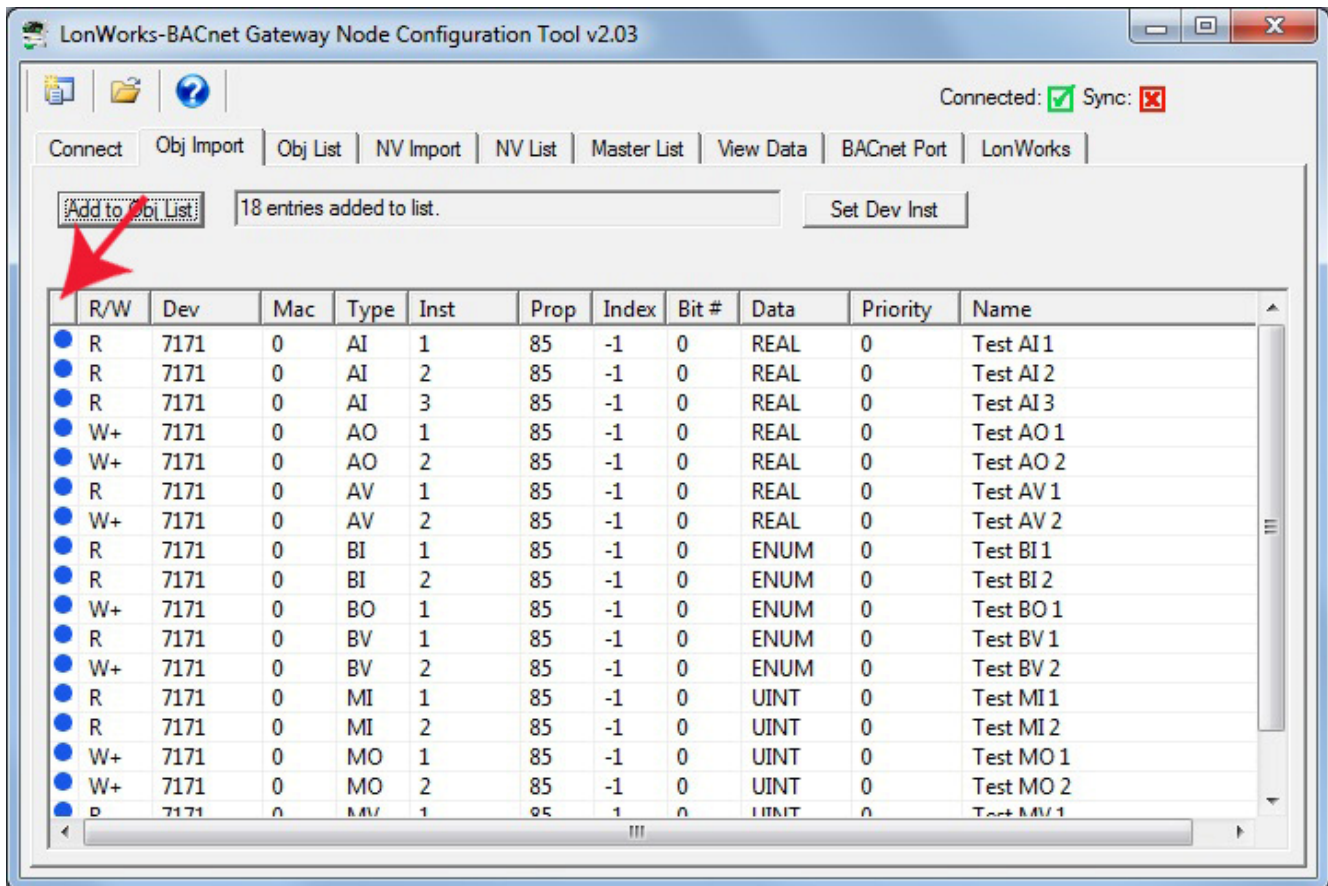 LonWorks-BACnet Gateway Node Configuration Tool v2.03
Connected: Sync:
Connect Obj Import Obj List NV Import NV List Master List View Data BACnet Port LonWorks
Add to Obj List 18 entries added to list. Set Dev Inst
R/W Dev Mac Type Inst Prop Index Bit # Data Priority Name
R 7171 0 AI 1 85 -1 0 REAL 0 Test AI 1
R 7171 0 AI 2 85 -1 0 REAL 0 Test AI 2
R 7171 0 AI 3 85 -1 0 REAL 0 Test AI 3
W+ 7171 0 AO 1 85 -1 0 REAL 0 Test AO 1
W+ 7171 0 AO 2 85 -1 0 REAL 0 Test AO 2
R 7171 0 AV 1 85 -1 0 REAL 0 Test AV 1
W+ 7171 0 AV 2 85 -1 0 REAL 0 Test AV 2
R 7171 0 BI 1 85 -1 0 ENUM 0 Test BI 1
R 7171 0 BI 2 85 -1 0 ENUM 0 Test BI 2
W+ 7171 0 BO 1 85 -1 0 ENUM 0 Test BO 1
R 7171 0 BV 1 85 -1 0 ENUM 0 Test BV 1
W+ 7171 0 BV 2 85 -1 0 ENUM 0 Test BV 2
R 7171 0 MI 1 85 -1 0 UINT 0 Test MI 1
R 7171 0 MI 2 85 -1 0 UINT 0 Test MI 2
W+ 7171 0 MO 1 85 -1 0 UINT 0 Test MO 1
W+ 7171 0 MO 2 85 -1 0 UINT 0 Test MO 2
R 7171 0 MV 1 85 -1 0 UINT 0 Test MV 1